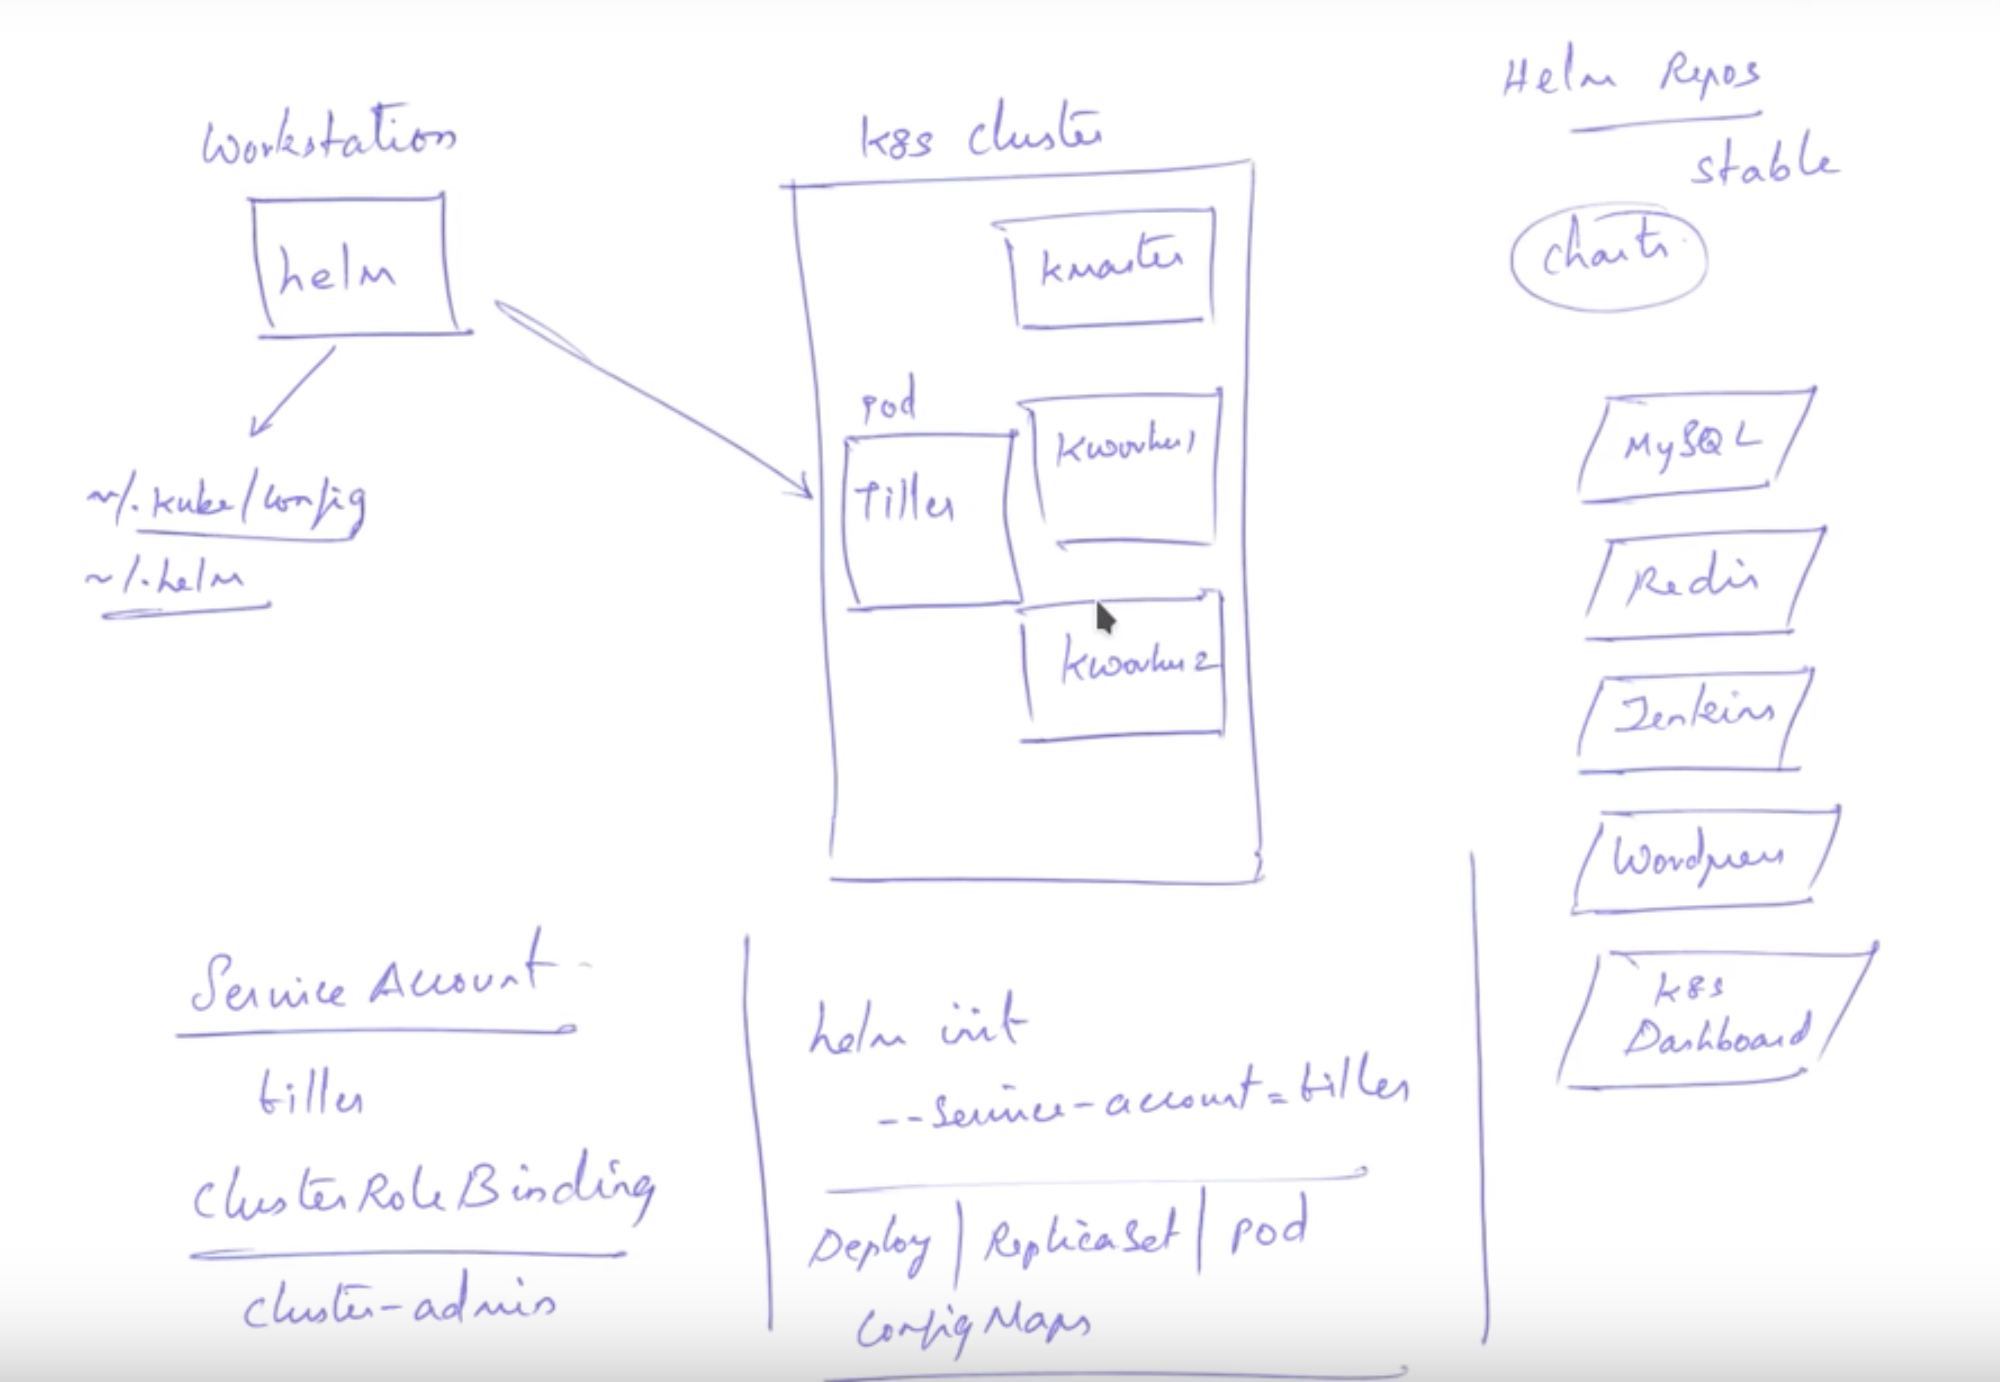 Workstation
helm
~/.kube/config
~/.helm
k8s cluster
kmaster
pod
Tiller
kworker1
kworker2
Helm Repos
stable
Charts
MySQL
Redis
Jenkins
Wordpress
k8s
Dashboard
Service Account
tiller
ClusterRoleBinding
cluster-admin
helm init
--service-account=tiller
Deploy | ReplicaSet | pod
ConfigMaps